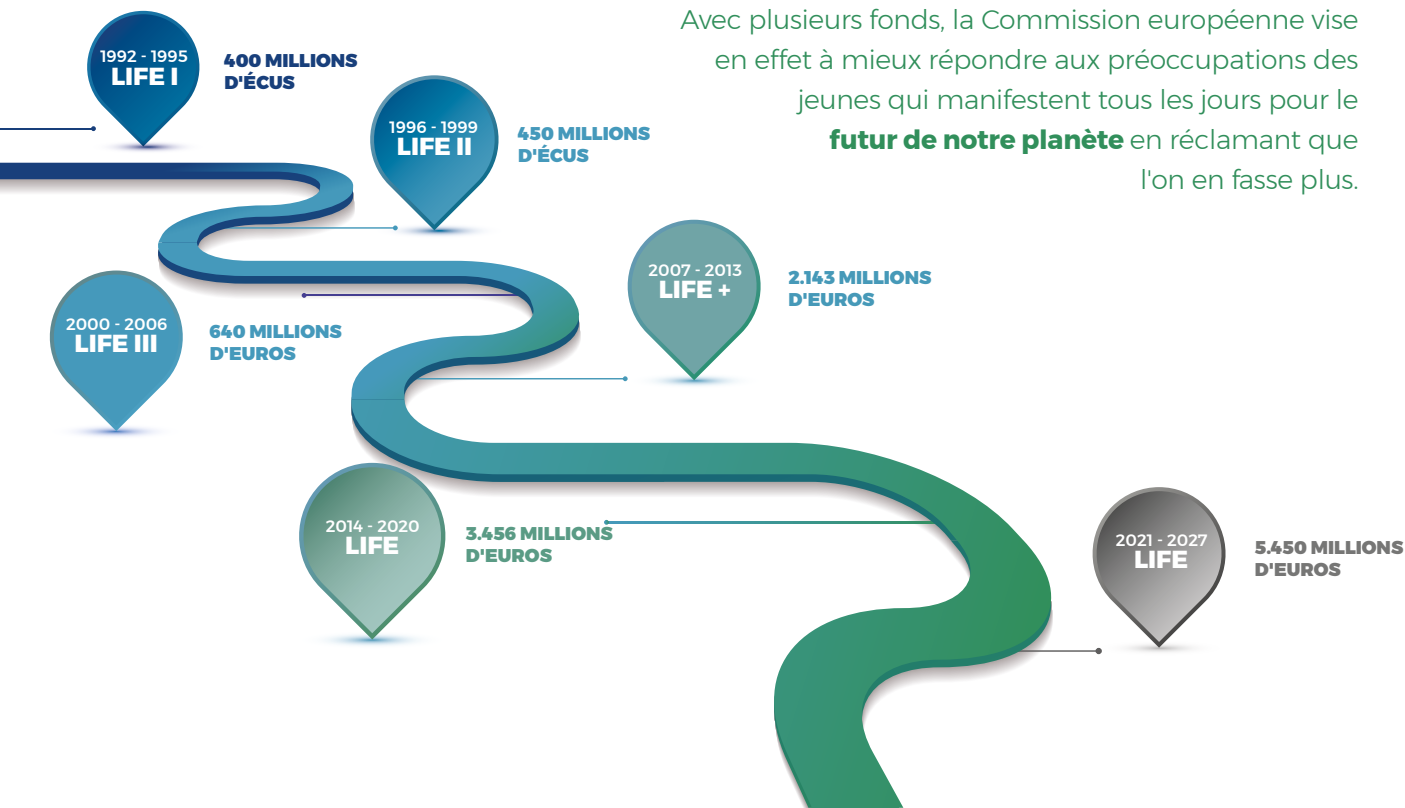 Avec plusieurs fonds, la Commission européenne vise
en effet à mieux répondre aux préoccupations des
jeunes qui manifestent tous les jours pour le
futur de notre planète en réclamant que
l'on en fasse plus.
1992 - 1995
LIFE I
400 MILLIONS
D'ÉCUS
1996 - 1999
LIFE II
450 MILLIONS
D'ÉCUS
2000 - 2006
LIFE III
640 MILLIONS
D'EUROS
2007 - 2013
LIFE +
2.143 MILLIONS
D'EUROS
2014 - 2020
LIFE
3.456 MILLIONS
D'EUROS
2021 - 2027
LIFE
5.450 MILLIONS
D'EUROS